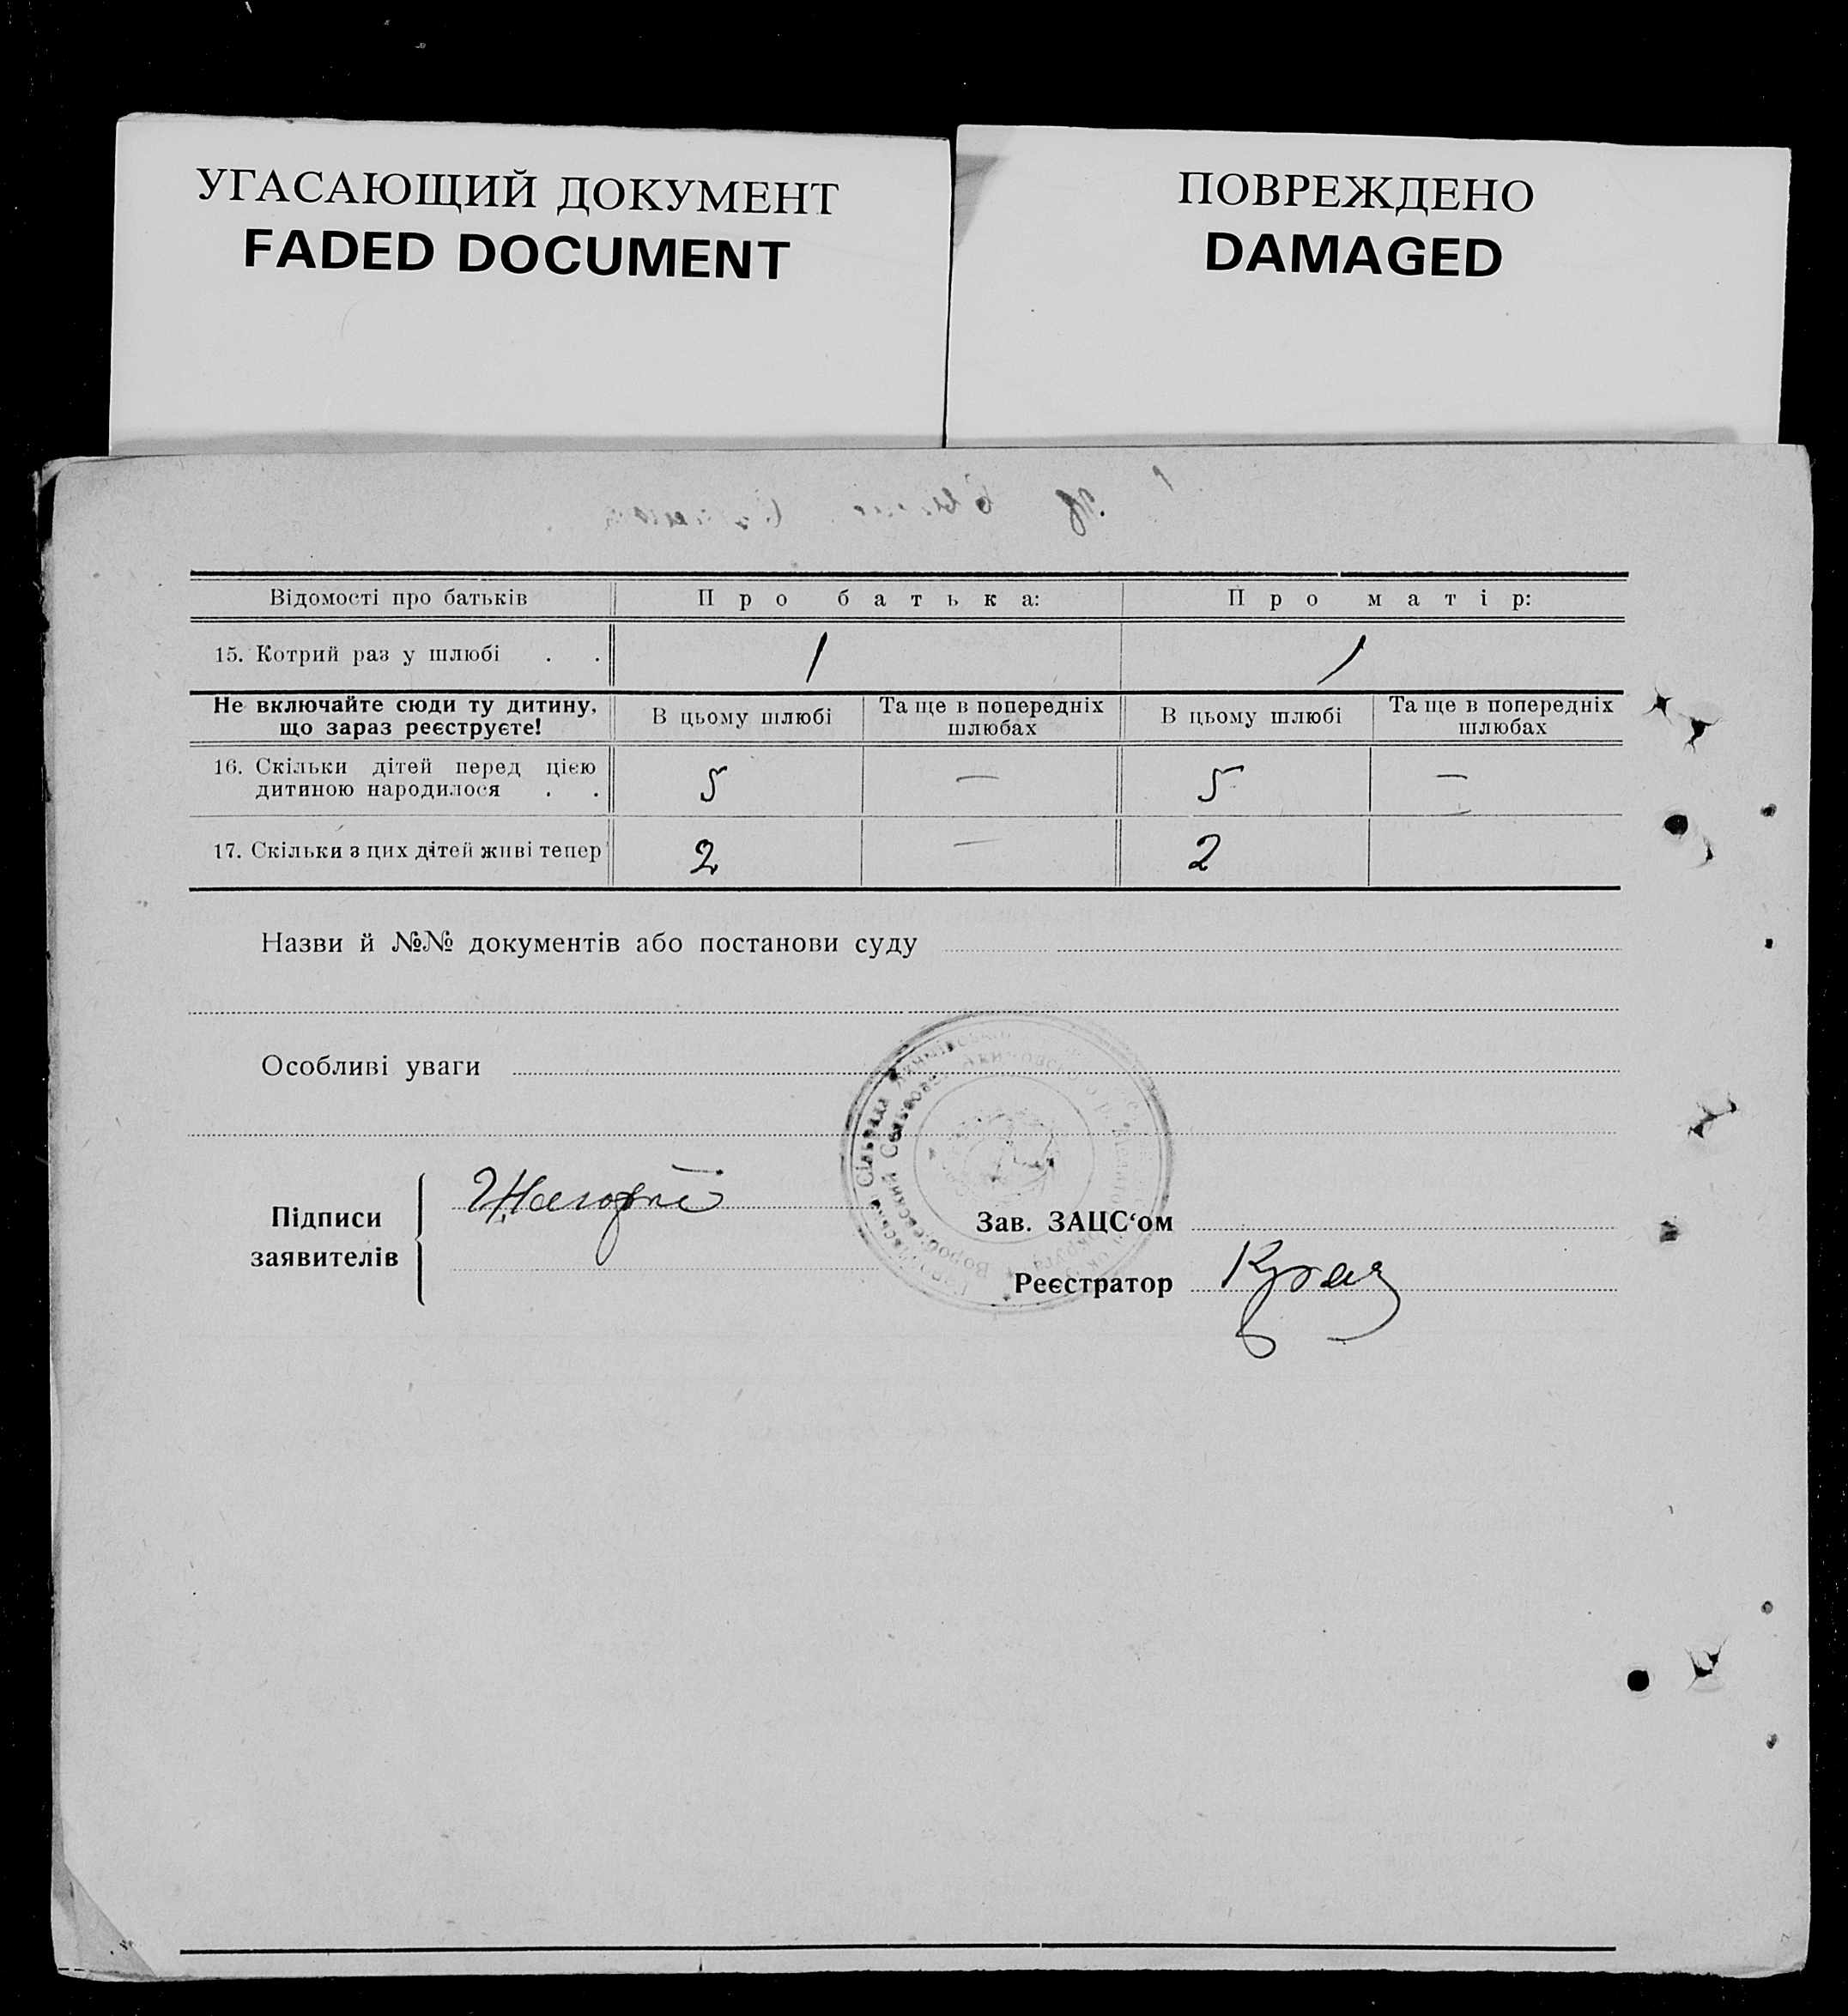 УГАСАЮЩИЙ ДОКУМЕНТ
FADED DOCUMENT
ПОВРЕЖДЕНО
DAMAGED
Відомості про батьків Про батька: Про матір:
15. Котрий раз у шлюбі . . 1 1
Не включайте сюди ту дитину, що зараз реєструєте! В цьому шлюбі Та ще в попередніх шлюбах В цьому шлюбі Та ще в попередніх шлюбах
16. Скільки дітей перед цією
дитиною народилося . . 5 — 5 —
17. Скільки з цих дітей живі тепер 2 — 2
Назви й №№ документів або постанови суду
Особливі уваги
Підписи
заявителів
Зав. ЗАЦС‘ом
Реєстратор